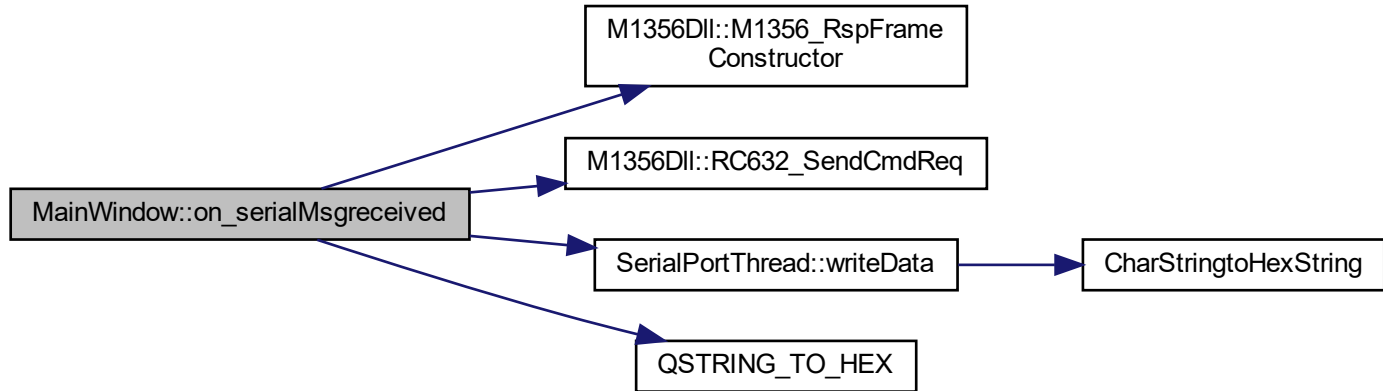 M1356Dll::M1356_RspFrame
Constructor
M1356Dll::RC632_SendCmdReq
MainWindow::on_serialMsgreceived
SerialPortThread::writeData
CharStringtoHexString
QSTRING_TO_HEX